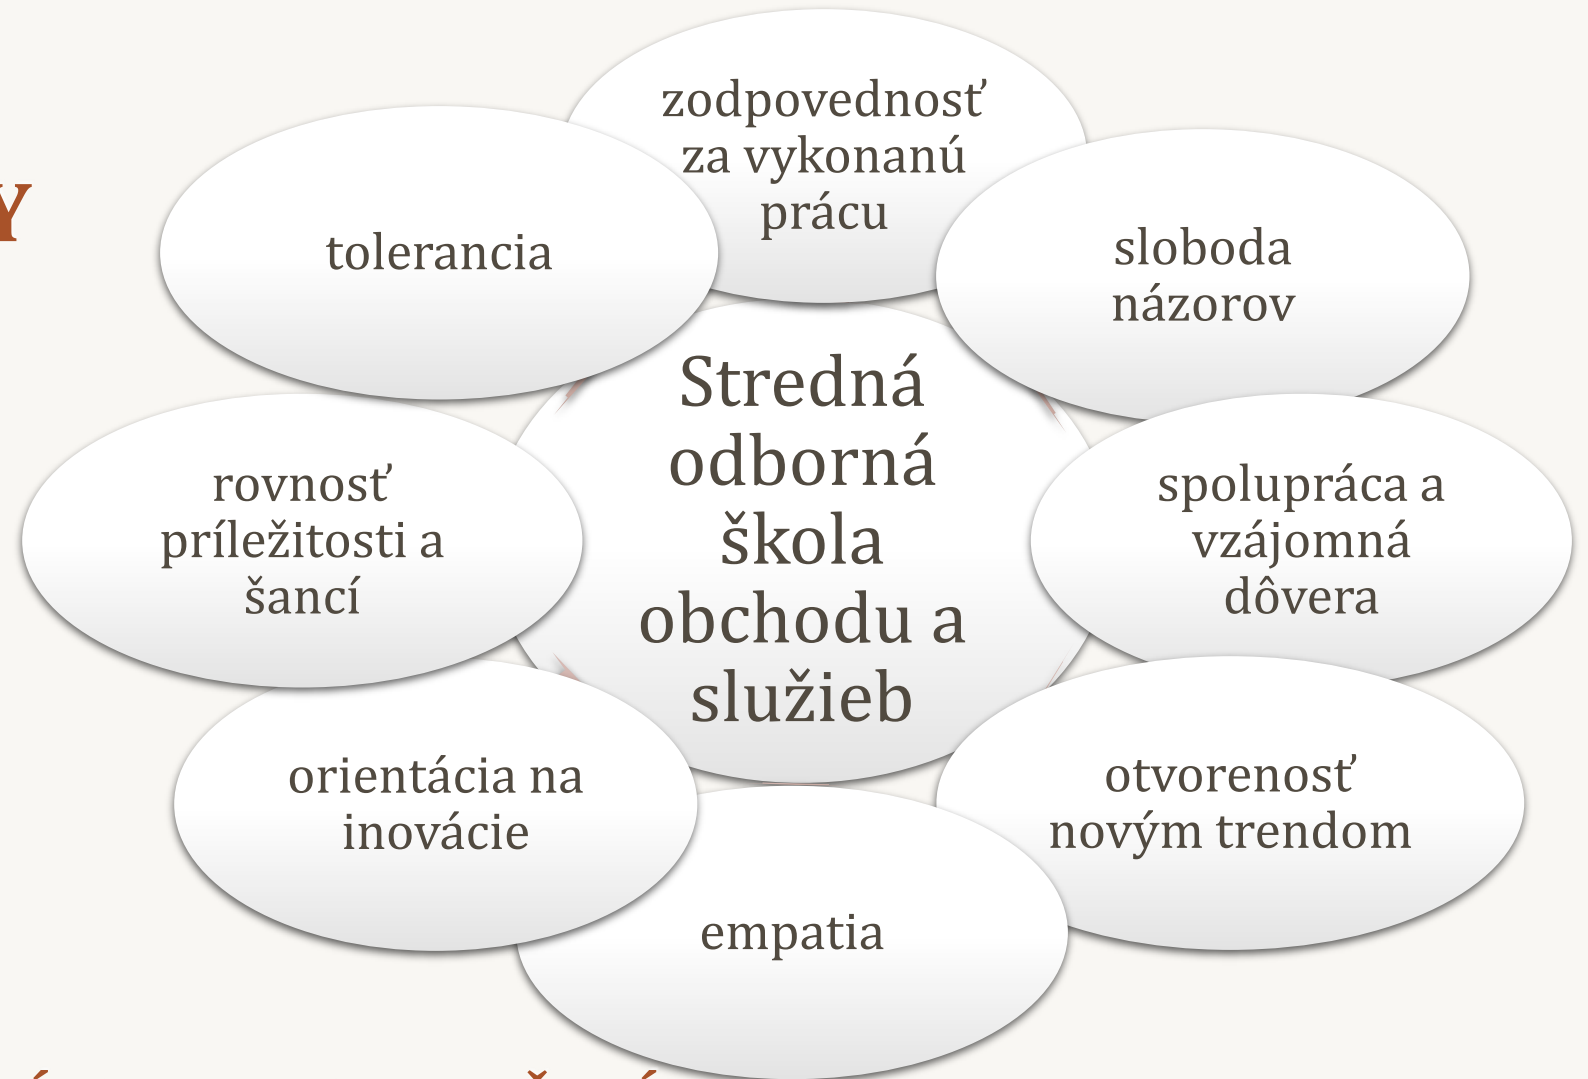 Y
zodpovednosť
za vykonanú
prácu
sloboda
názorov
spolupráca a
vzájomná
dôvera
otvorenosť
novým trendom
empatia
orientácia na
inovácie
rovnosť
príležitosti a
šancí
tolerancia
Stredná
odborná
škola
obchodu a
služieb